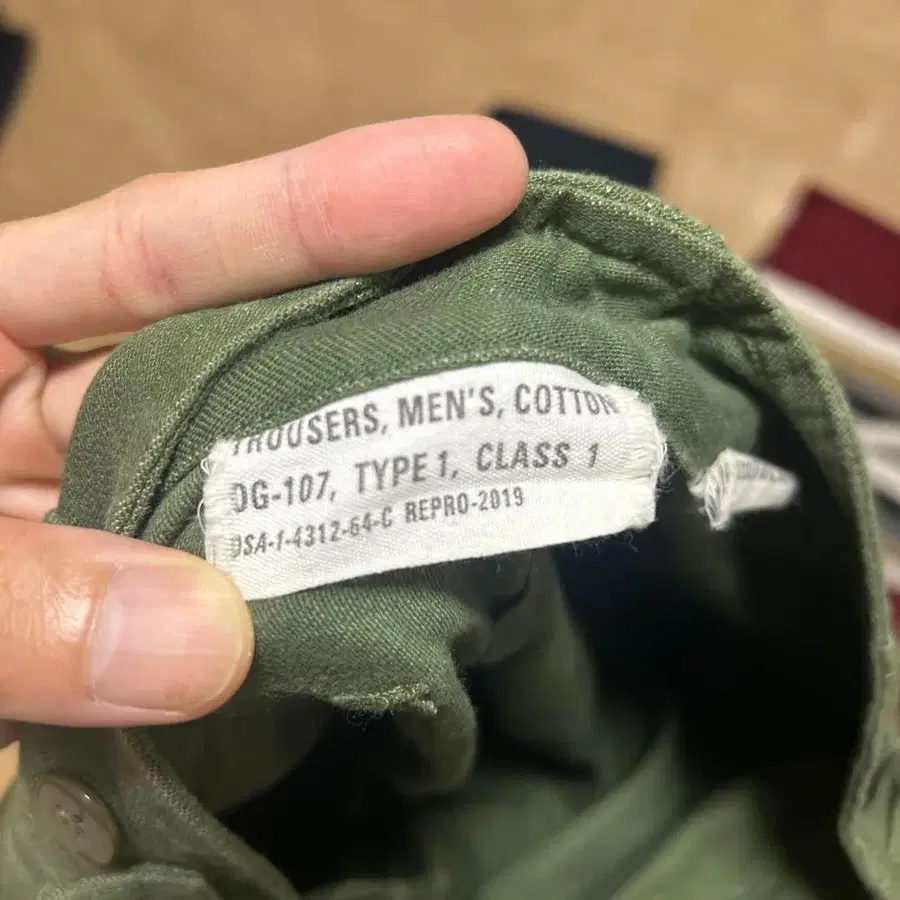 TROUSERS, MEN'S, COTTON
OG-107, TYPE 1, CLASS 1
DSA-1-4312-64-C REPRO-2019